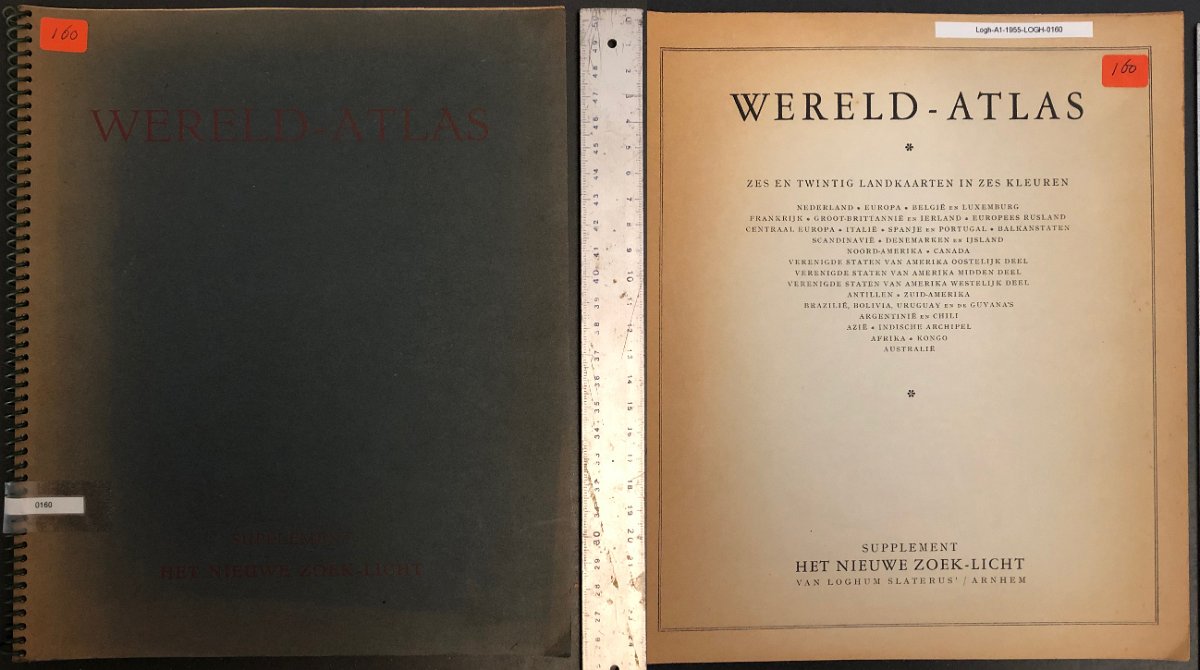 160
WERELD-ATLAS
0160
SUPPLEMENT
HET NIEUWE ZOEK-LICHT
Logh-A1-1955-LOGH-0160
160
WERELD-ATLAS
*
ZES EN TWINTIG LANDKAARTEN IN ZES KLEUREN
NEDERLAND * EUROPA * BELGIË EN LUXEMBURG
FRANKRIJK * GROOT-BRITTANNIË EN IERLAND * EUROPEES RUSLAND
CENTRAAL EUROPA * ITALIË * SPANJE EN PORTUGAL * BALKANSTATEN
SCANDINAVIË * DENEMARKEN EN IJSLAND
NOORD-AMERIKA * CANADA
VERENIGDE STATEN VAN AMERIKA OOSTELIJK DEEL
VERENIGDE STATEN VAN AMERIKA MIDDEN DEEL
VERENIGDE STATEN VAN AMERIKA WESTELIJK DEEL
ANTILLEN * ZUID-AMERIKA
BRAZILIË, BOLIVIA, URUGUAY EN DE GUYANA'S
ARGENTINIË EN CHILI
AZIË * INDISCHE ARCHIPEL
AFRIKA * KONGO
AUSTRALIË
*
SUPPLEMENT
HET NIEUWE ZOEK-LICHT
VAN LOGHUM SLATERUS' / ARNHEM